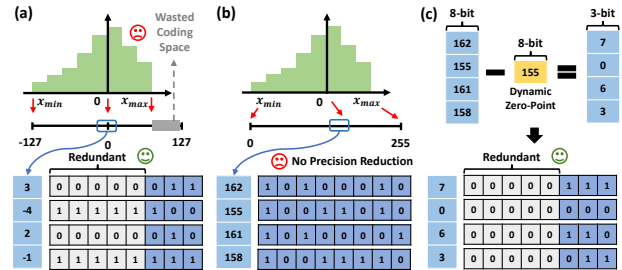 (a)
Wasted
Coding
Space
x_min 0 x_max
-127 0 127
Redundant
3 0 0 0 0 0 0 1 1
-4 1 1 1 1 1 1 0 0
2 0 0 0 0 0 0 1 0
-1 1 1 1 1 1 1 1 1
(b)
x_min 0 x_max
0 255
No Precision Reduction
162 1 0 1 0 0 0 1 0
155 1 0 0 1 1 0 1 0
161 1 0 1 0 0 0 0 1
158 1 0 0 1 1 1 1 0
(c)
8-bit 3-bit
8-bit
162 7
155 155 0
161 6
158 3
Dynamic
Zero-Point
Redundant
7 0 0 0 0 0 1 1 1
0 0 0 0 0 0 0 0 0
6 0 0 0 0 0 1 1 0
3 0 0 0 0 0 0 1 1